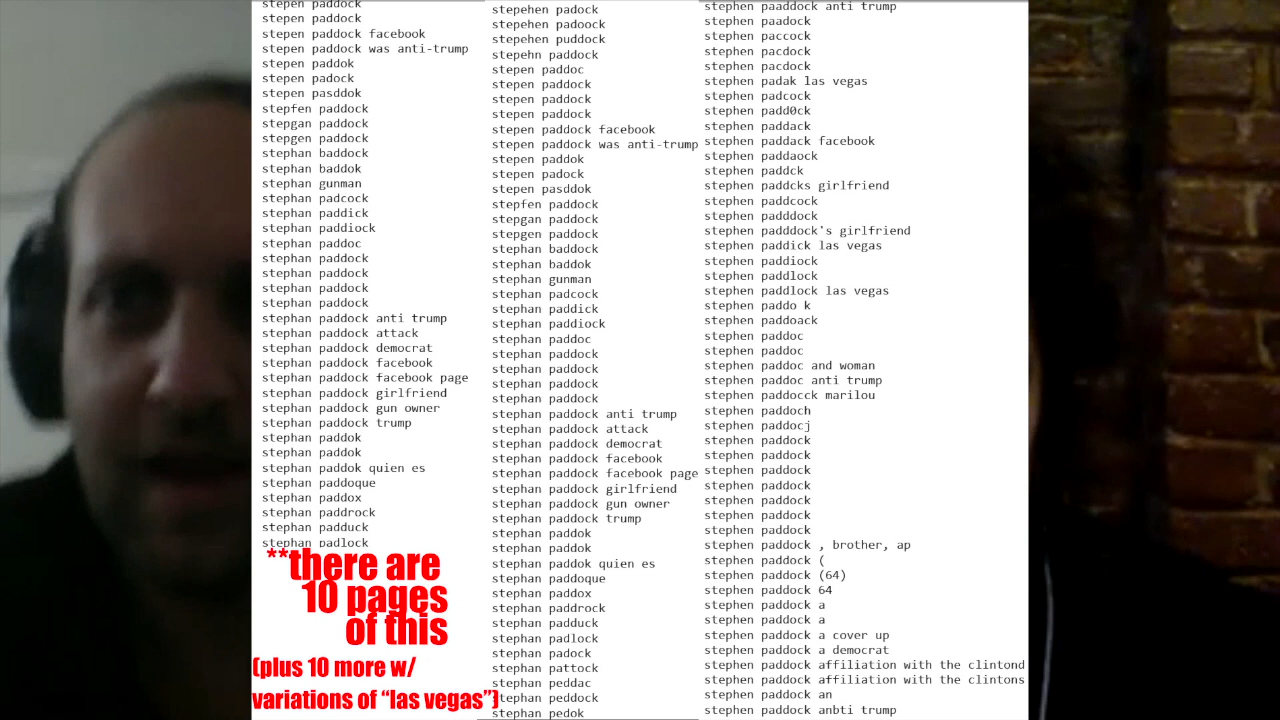 stepen paddock
stepen paddock
stepen paddock facebook
stepen paddock was anti-trump
stepen paddok
stepen padock
stepen pasddok
stepfen paddock
stepgan paddock
stepgen paddock
stephan baddock
stephan baddok
stephan gunman
stephan padcock
stephan paddick
stephan paddiock
stephan paddoc
stephan paddock
stephan paddock
stephan paddock
stephan paddock
stephan paddock anti trump
stephan paddock attack
stephan paddock democrat
stephan paddock facebook
stephan paddock facebook page
stephan paddock girlfriend
stephan paddock gun owner
stephan paddock trump
stephan paddok
stephan paddok
stephan paddok quien es
stephan paddoque
stephan paddox
stephan paddrock
stephan padduck
stephan padlock
**there are
10 pages
of this
(plus 10 more w/
variations of “las vegas”)
stepehen padock
stepehen padoock
stepehen puddock
stepehn paddock
stepen paddoc
stepen paddock
stepen paddock
stepen paddock
stepen paddock facebook
stepen paddock was anti-trump
stepen paddok
stepen padock
stepen pasddok
stepfen paddock
stepgan paddock
stepgen paddock
stephan baddock
stephan baddok
stephan gunman
stephan padcock
stephan paddick
stephan paddiock
stephan paddoc
stephan paddock
stephan paddock
stephan paddock
stephan paddock
stephan paddock anti trump
stephan paddock attack
stephan paddock democrat
stephan paddock facebook
stephan paddock facebook page
stephan paddock girlfriend
stephan paddock gun owner
stephan paddock trump
stephan paddok
stephan paddok
stephan paddok quien es
stephan paddoque
stephan paddox
stephan paddrock
stephan padduck
stephan padlock
stephan padock
stephan pattock
stephan peddac
stephan peddock
stephan pedok
stephen paaddock anti trump
stephen paadock
stephen paccock
stephen pacdock
stephen pacdock
stephen padak las vegas
stephen padcock
stephen padd0ck
stephen paddack
stephen paddack facebook
stephen paddaock
stephen paddck
stephen paddcks girlfriend
stephen paddcock
stephen padddock
stephen padddock's girlfriend
stephen paddick las vegas
stephen paddiock
stephen paddlock
stephen paddlock las vegas
stephen paddo k
stephen paddoack
stephen paddoc
stephen paddoc
stephen paddoc and woman
stephen paddoc anti trump
stephen paddocck marilou
stephen paddoch
stephen paddocj
stephen paddock
stephen paddock
stephen paddock
stephen paddock
stephen paddock
stephen paddock
stephen paddock
stephen paddock , brother, ap
stephen paddock (
stephen paddock (64)
stephen paddock 64
stephen paddock a
stephen paddock a
stephen paddock a cover up
stephen paddock a democrat
stephen paddock affiliation with the clintond
stephen paddock affiliation with the clintons
stephen paddock an
stephen paddock anbti trump